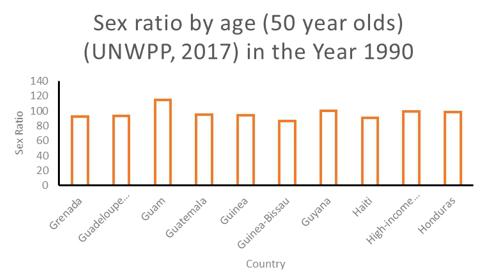 Sex ratio by age (50 year olds)
(UNWPP, 2017) in the Year 1990
140
120
100
80
60
40
20
0
Sex Ratio
Grenada
Guadeloupe...
Guam
Guatemala
Guinea
Guinea-Bissau
Guyana
Haiti
High-income...
Honduras
Country